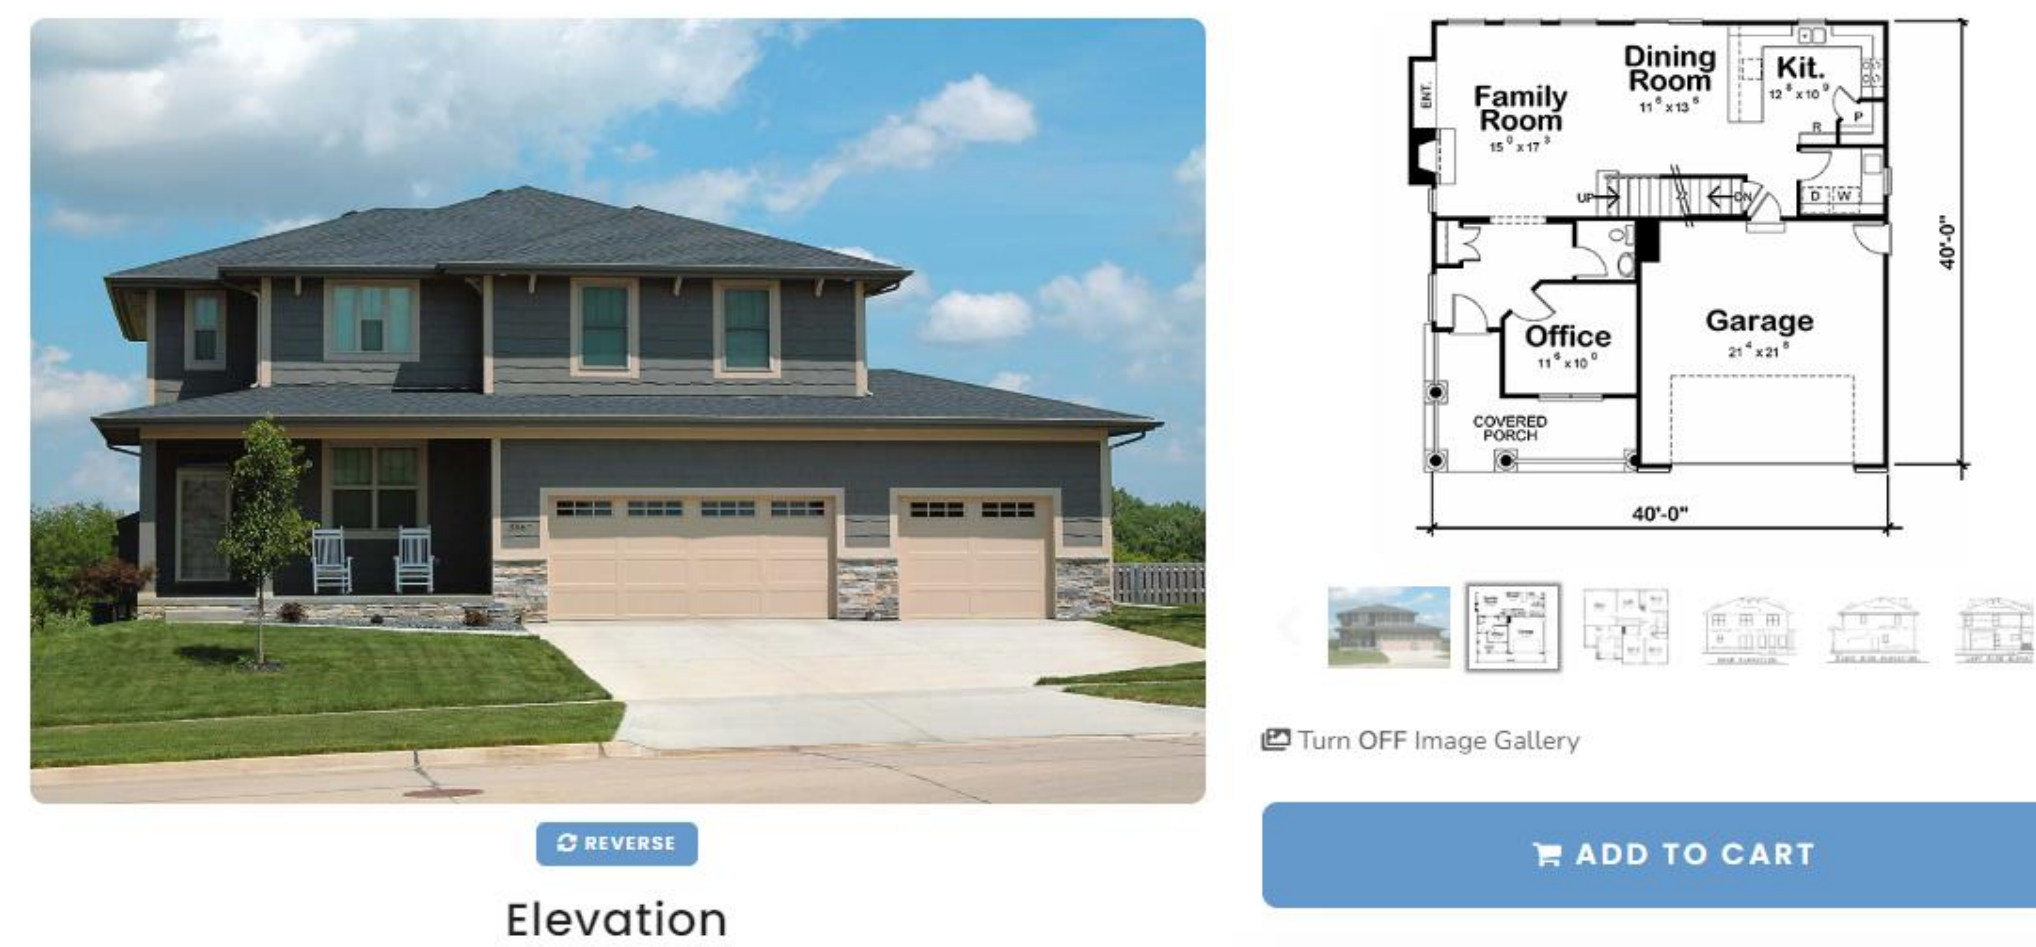 REVERSE
Elevation
Dining
Room
11⁶ x 13⁶
Kit.
12⁸ x 10⁹
ENT.
Family
Room
15⁰ x 17³
R
P
UP
DN
D
W
Garage
21⁴ x 21⁸
Office
11⁶ x 10⁰
COVERED
PORCH
40'-0"
40'-0"
Turn OFF Image Gallery
ADD TO CART